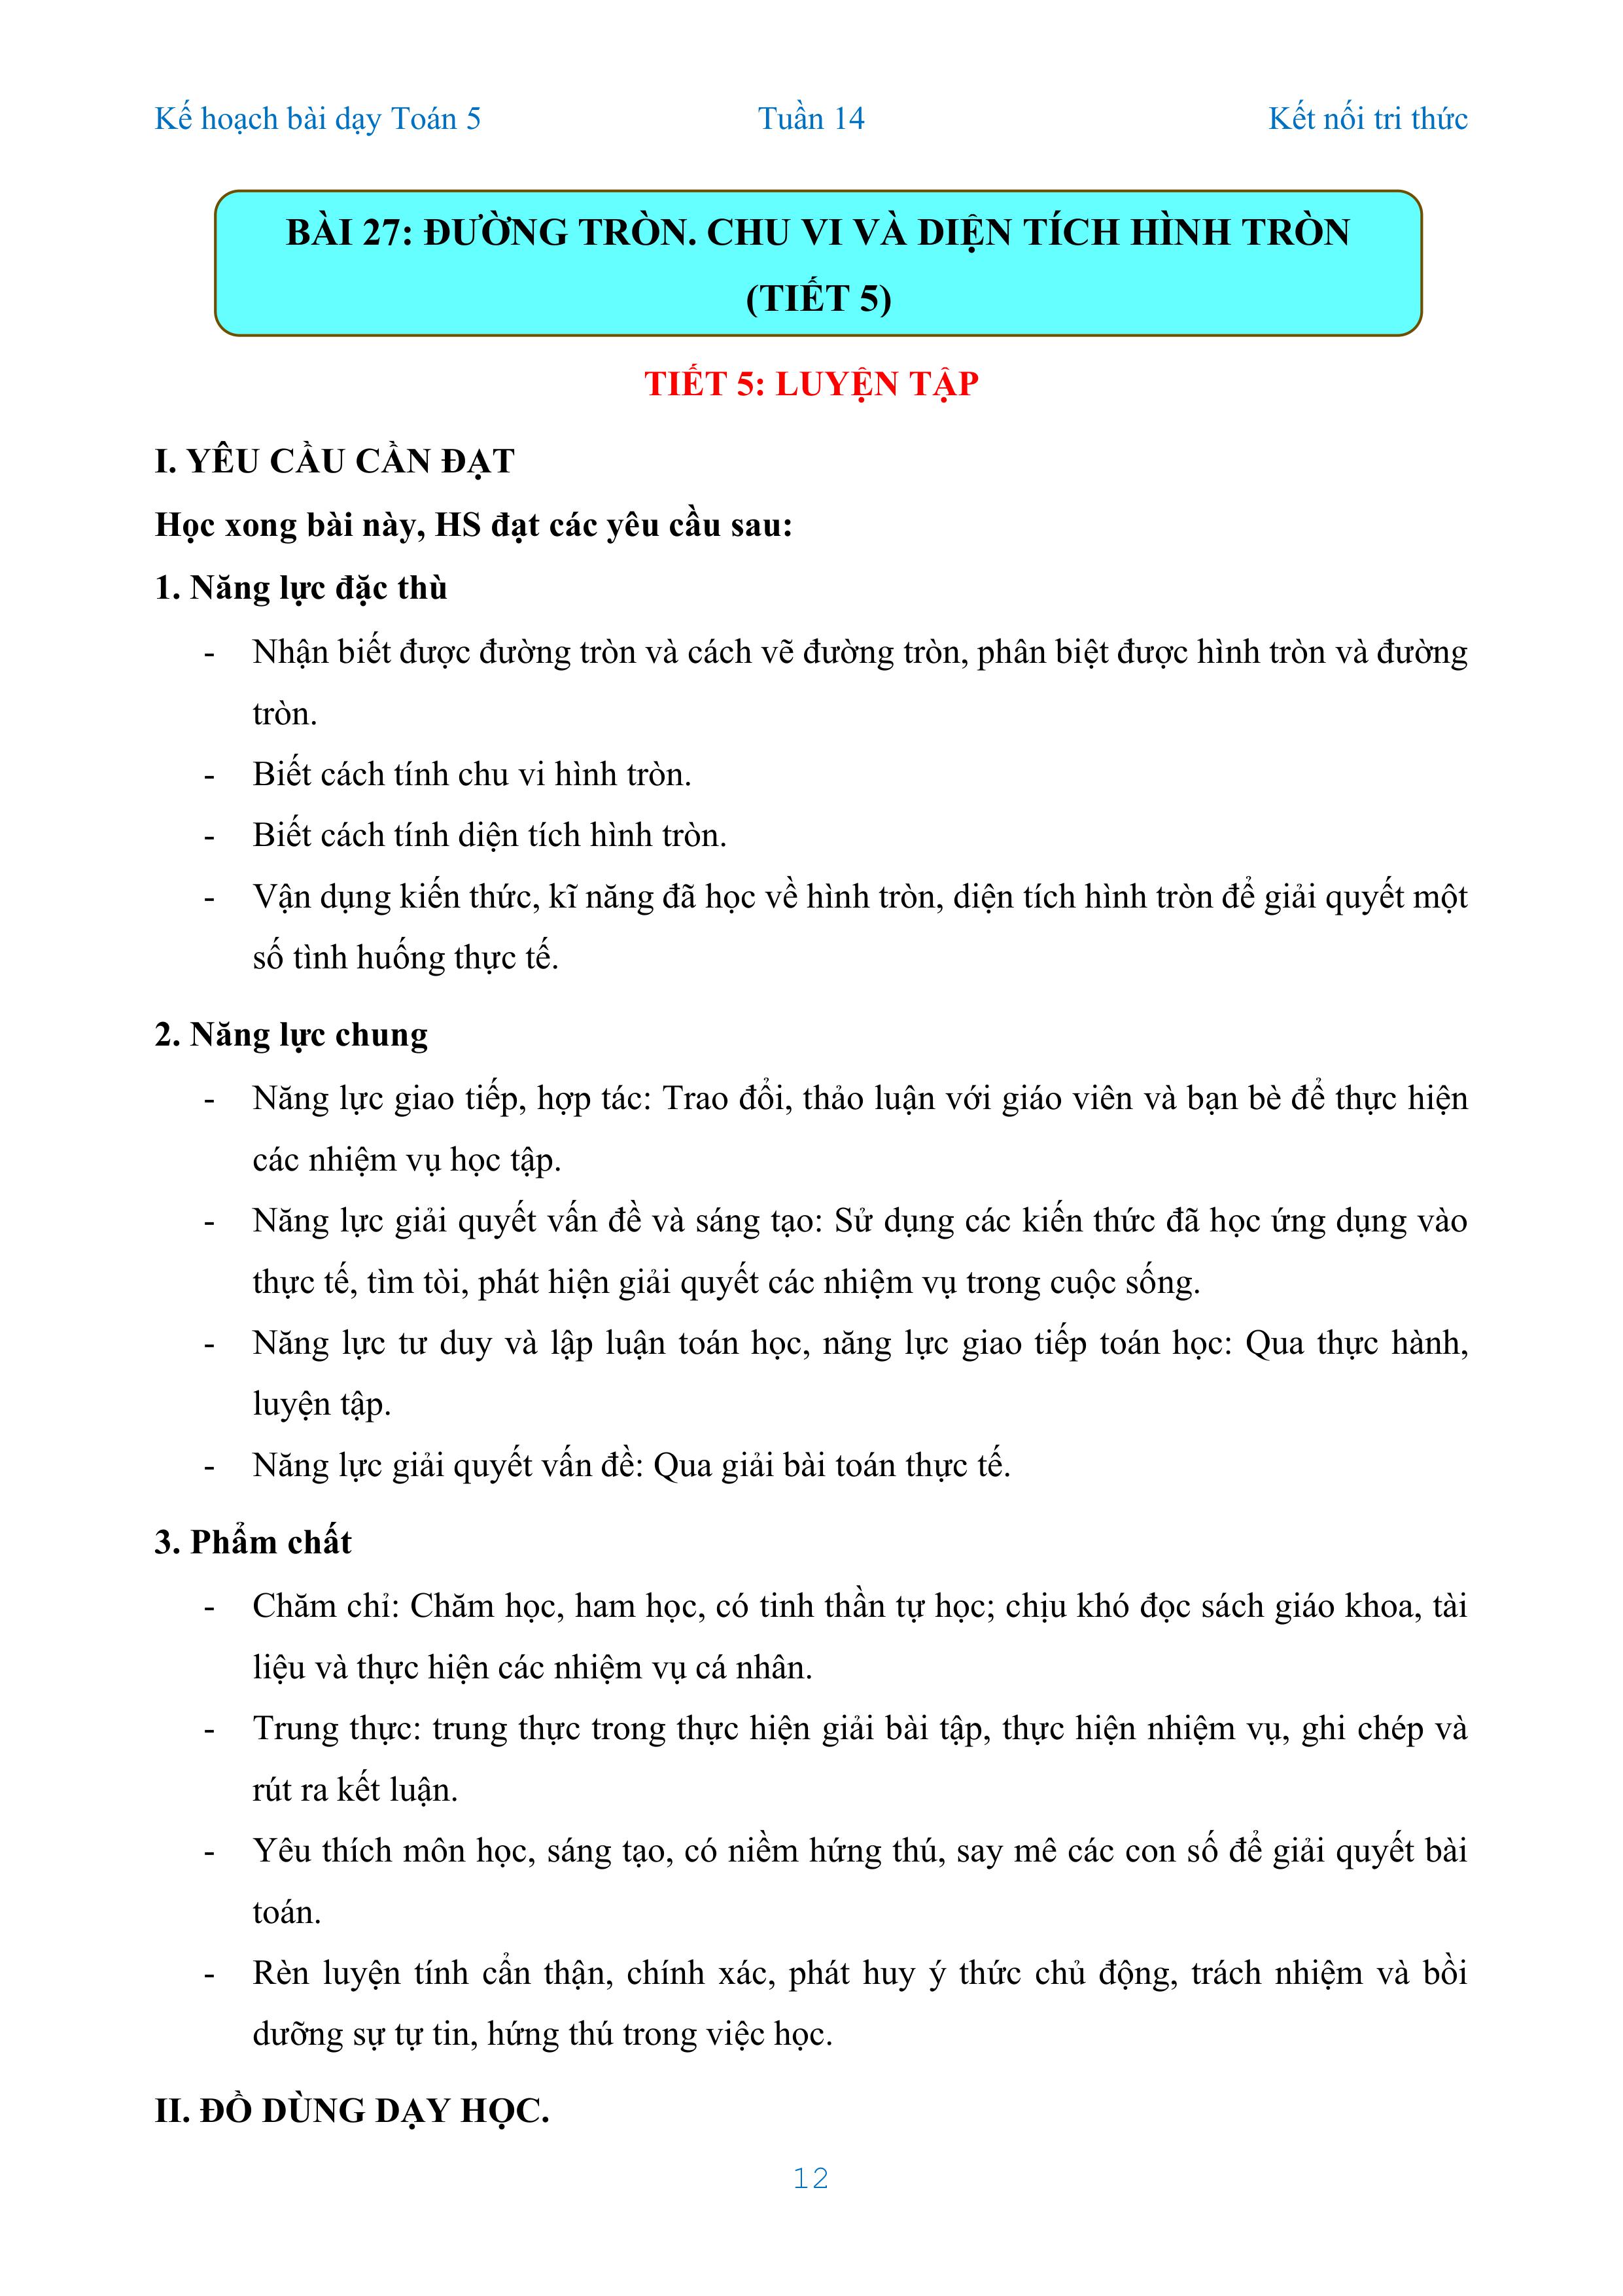 Kế hoạch bài dạy Toán 5 Tuần 14 Kết nối tri thức
BÀI 27: ĐƯỜNG TRÒN. CHU VI VÀ DIỆN TÍCH HÌNH TRÒN
(TIẾT 5)
TIẾT 5: LUYỆN TẬP
I. YÊU CẦU CẦN ĐẠT
Học xong bài này, HS đạt các yêu cầu sau:
1. Năng lực đặc thù
- Nhận biết được đường tròn và cách vẽ đường tròn, phân biệt được hình tròn và đường
tròn.
- Biết cách tính chu vi hình tròn.
- Biết cách tính diện tích hình tròn.
- Vận dụng kiến thức, kĩ năng đã học về hình tròn, diện tích hình tròn để giải quyết một
số tình huống thực tế.
2. Năng lực chung
- Năng lực giao tiếp, hợp tác: Trao đổi, thảo luận với giáo viên và bạn bè để thực hiện
các nhiệm vụ học tập.
- Năng lực giải quyết vấn đề và sáng tạo: Sử dụng các kiến thức đã học ứng dụng vào
thực tế, tìm tòi, phát hiện giải quyết các nhiệm vụ trong cuộc sống.
- Năng lực tư duy và lập luận toán học, năng lực giao tiếp toán học: Qua thực hành,
luyện tập.
- Năng lực giải quyết vấn đề: Qua giải bài toán thực tế.
3. Phẩm chất
- Chăm chỉ: Chăm học, ham học, có tinh thần tự học; chịu khó đọc sách giáo khoa, tài
liệu và thực hiện các nhiệm vụ cá nhân.
- Trung thực: trung thực trong thực hiện giải bài tập, thực hiện nhiệm vụ, ghi chép và
rút ra kết luận.
- Yêu thích môn học, sáng tạo, có niềm hứng thú, say mê các con số để giải quyết bài
toán.
- Rèn luyện tính cẩn thận, chính xác, phát huy ý thức chủ động, trách nhiệm và bồi
dưỡng sự tự tin, hứng thú trong việc học.
II. ĐỒ DÙNG DẠY HỌC.
12